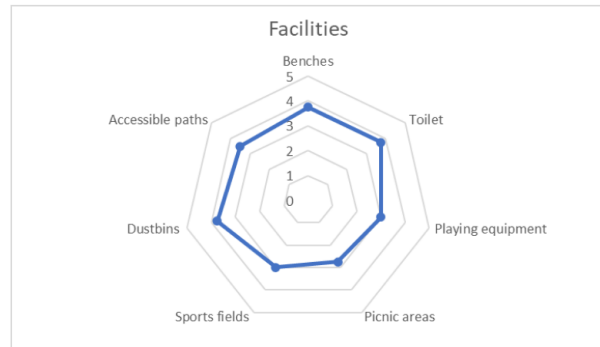 Facilities
Benches
5
Accessible paths
4
Toilet
3
2
1
0
Dustbins
Playing equipment
Sports fields
Picnic areas